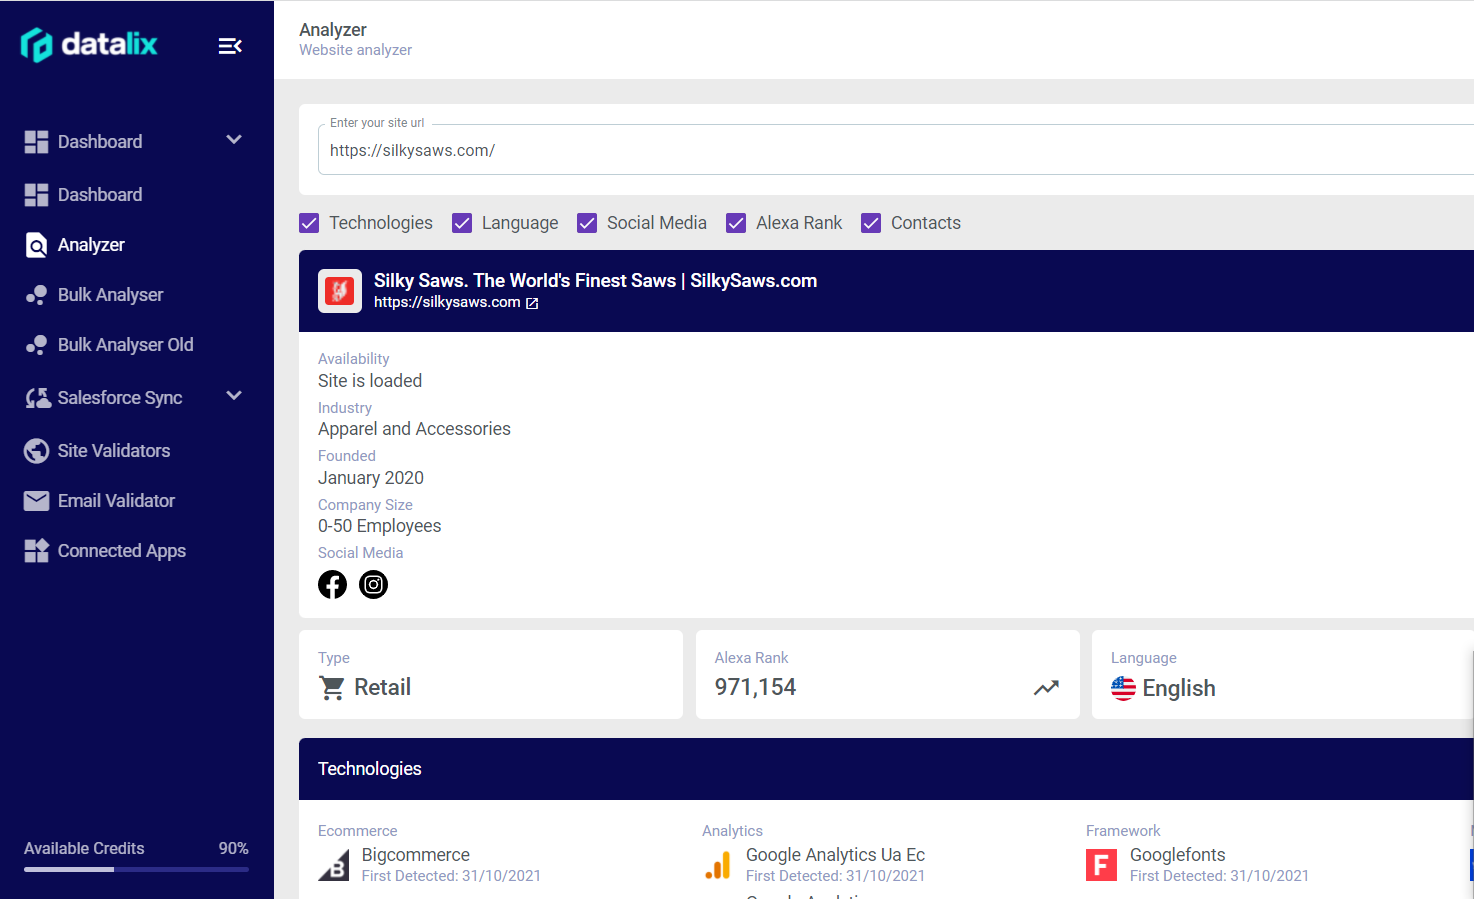 datalix
Dashboard
Dashboard
Analyzer
Bulk Analyser
Bulk Analyser Old
Salesforce Sync
Site Validators
Email Validator
Connected Apps
Available Credits 90%
Analyzer
Website analyzer
Enter your site url
https://silkysaws.com/
Technologies Language Social Media Alexa Rank Contacts
Silky Saws. The World's Finest Saws | SilkySaws.com
https://silkysaws.com
Availability
Site is loaded
Industry
Apparel and Accessories
Founded
January 2020
Company Size
0-50 Employees
Social Media
Type
Retail
Alexa Rank
971,154
Language
English
Technologies
Ecommerce
Bigcommerce
First Detected: 31/10/2021
Analytics
Google Analytics Ua Ec
First Detected: 31/10/2021
Framework
Googlefonts
First Detected: 31/10/2021